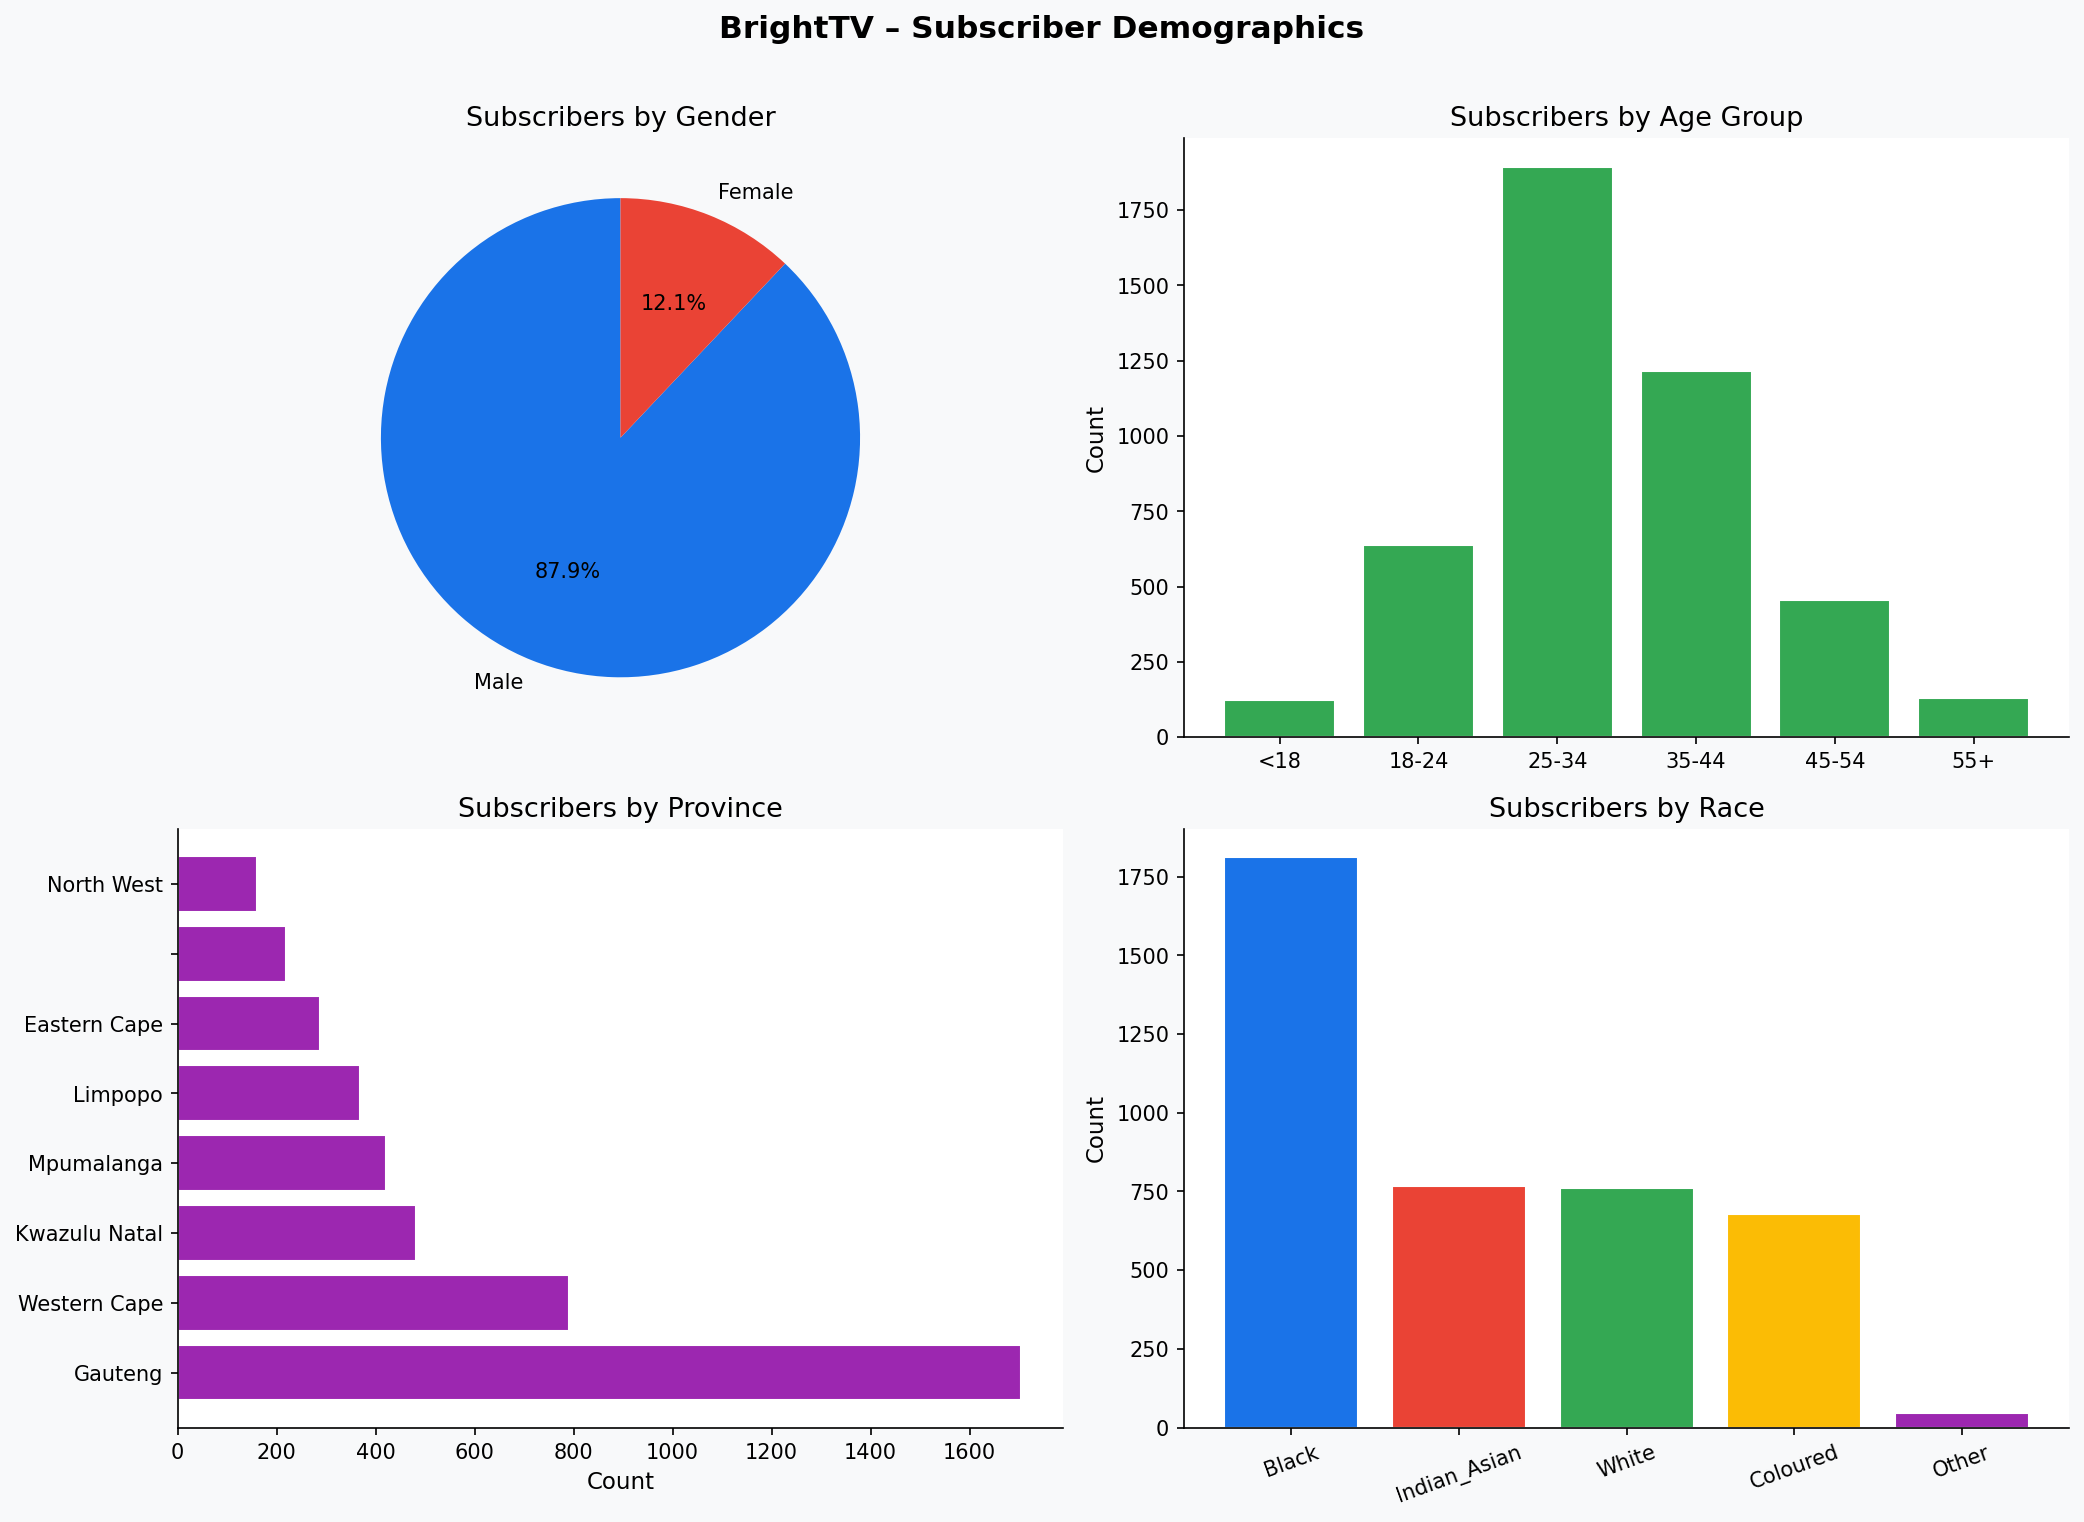 BrightTV – Subscriber Demographics
Subscribers by Gender
Female
12.1%
87.9%
Male
Subscribers by Age Group
Count
1750
1500
1250
1000
750
500
250
0
<18 18-24 25-34 35-44 45-54 55+
Subscribers by Province
North West
Eastern Cape
Limpopo
Mpumalanga
Kwazulu Natal
Western Cape
Gauteng
0 200 400 600 800 1000 1200 1400 1600
Count
Subscribers by Race
Count
1750
1500
1250
1000
750
500
250
0
Black Indian_Asian White Coloured Other